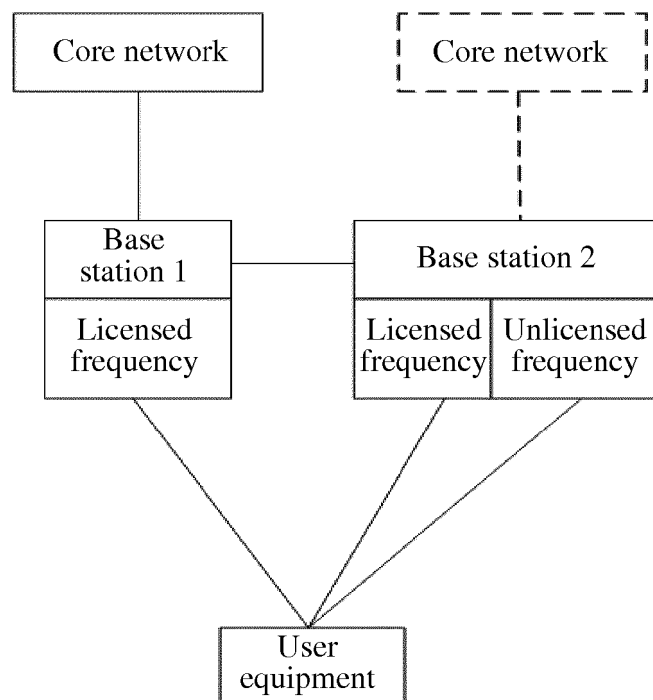 Core network
Core network
Base
station 1
Base station 2
Licensed
frequency
Licensed
frequency
Unlicensed
frequency
User
equipment